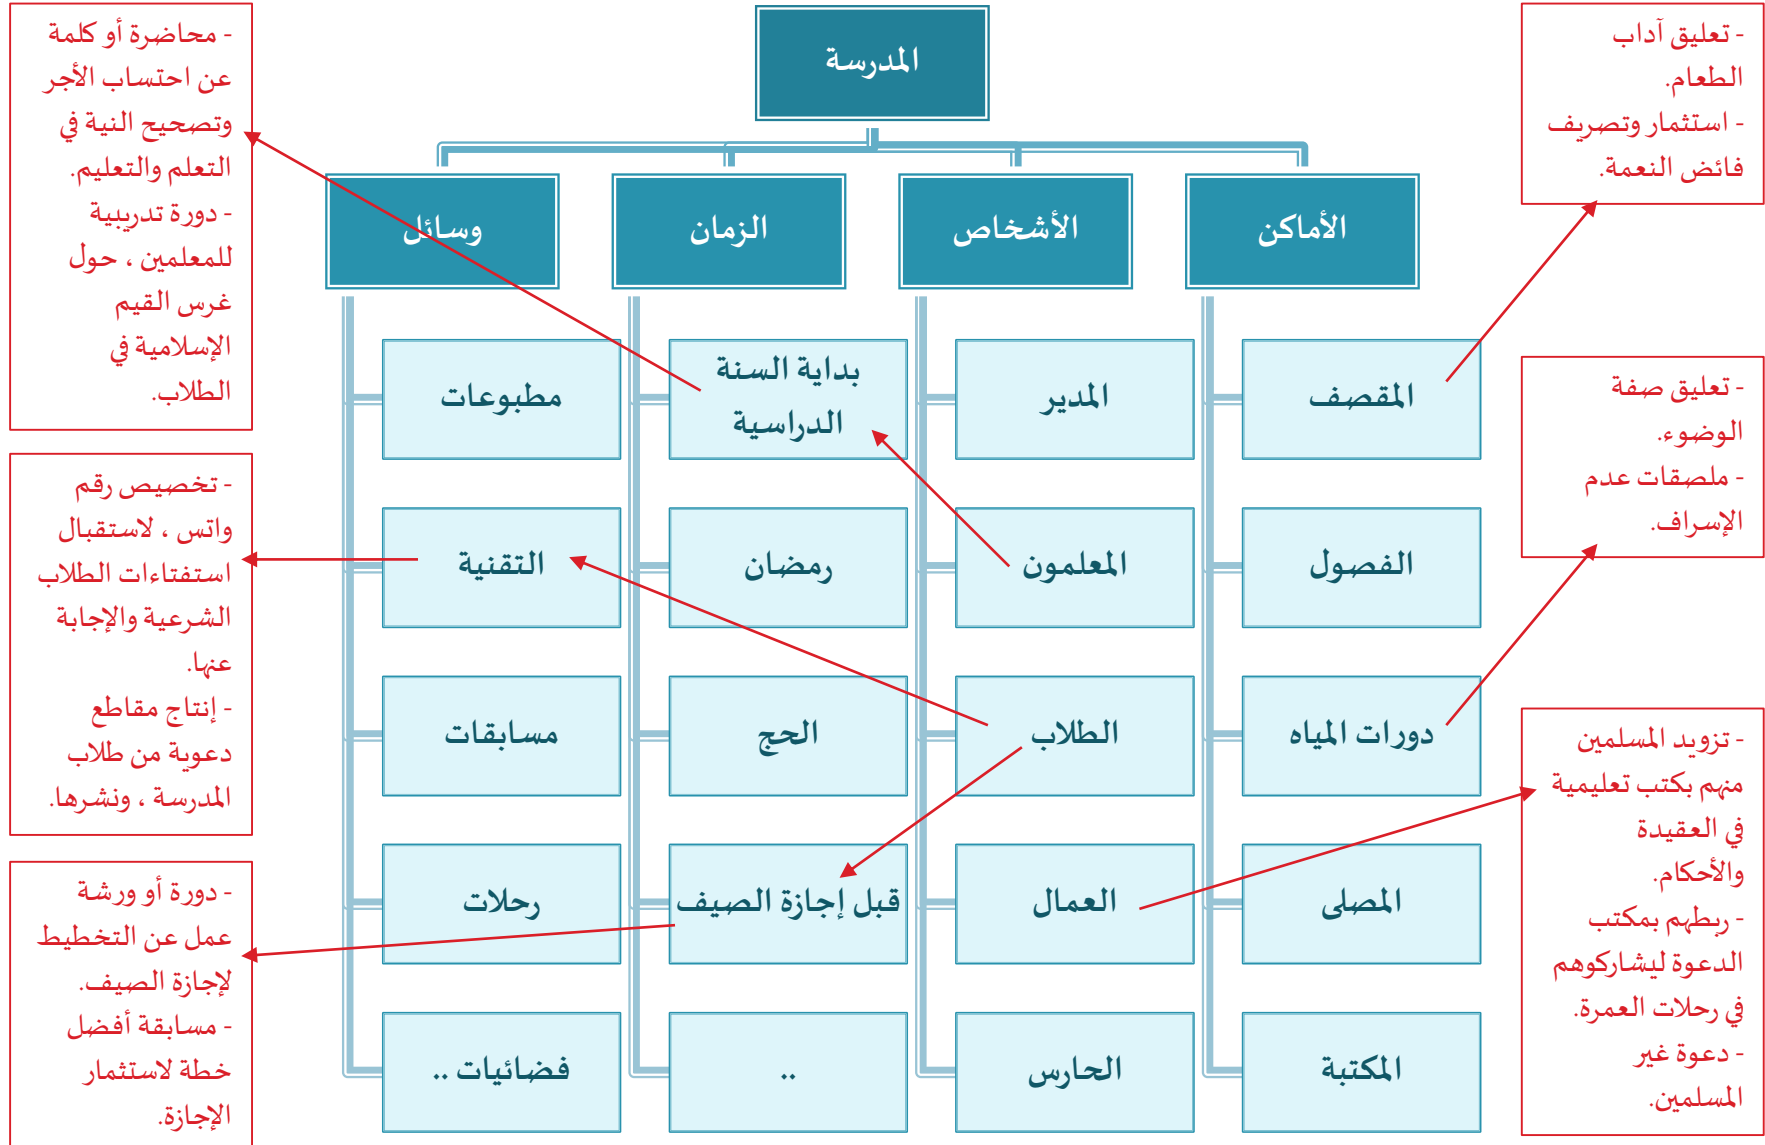 المدرسة
الأماكن
الأشخاص
الزمان
وسائل
المقصف
الفصول
دورات المياه
المصلى
المكتبة
المدير
المعلمون
الطلاب
العمال
الحارس
بداية السنة
الدراسية
رمضان
الحج
قبل إجازة الصيف
..
مطبوعات
التقنية
مسابقات
رحلات
فضائيات ..
- تعليق آداب
الطعام.
- استثمار وتصريف
فائض النعمة.
- تعليق صفة
الوضوء.
- ملصقات عدم
الإسراف.
- تزويد المسلمين
منهم بكتب تعليمية
في العقيدة
والأحكام.
- ربطهم بمكتب
الدعوة ليشاركوهم
في رحلات العمرة.
- دعوة غير
المسلمين.
- محاضرة أو كلمة
عن احتساب الأجر
وتصحيح النية في
التعلم والتعليم.
- دورة تدريبية
للمعلمين ، حول
غرس القيم
الإسلامية في
الطلاب.
- تخصيص رقم
واتس ، لاستقبال
استفتاءات الطلاب
الشرعية والإجابة
عنها.
- إنتاج مقاطع
دعوية من طلاب
المدرسة ، ونشرها.
- دورة أو ورشة
عمل عن التخطيط
لإجازة الصيف.
- مسابقة أفضل
خطة لاستثمار
الإجازة.